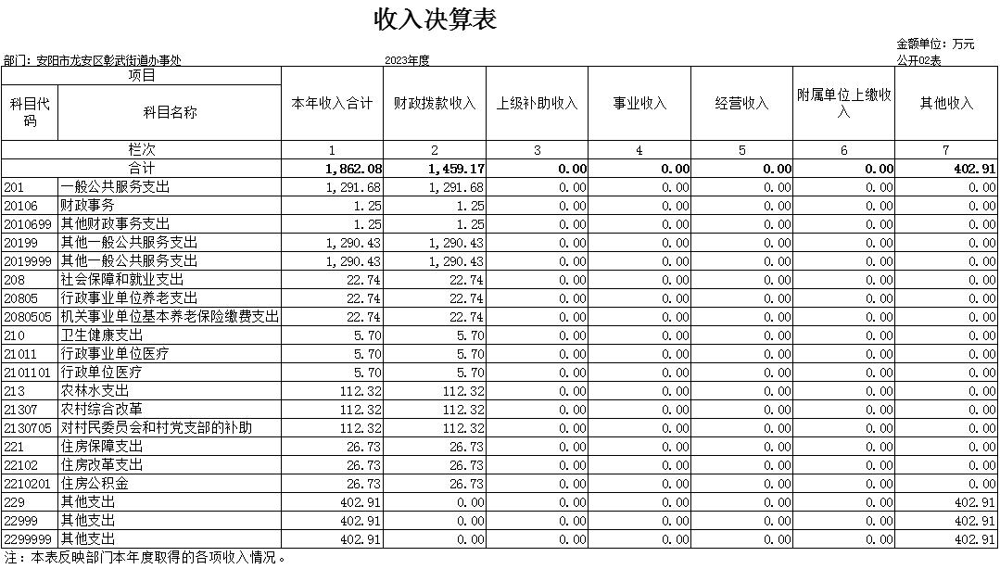 收入决算表
金额单位：万元
部门：安阳市龙安区彰武街道办事处 2023年度 公开02表
项目 本年收入合计 财政拨款收入 上级补助收入 事业收入 经营收入 附属单位上缴收入 其他收入
科目代码 科目名称
栏次 1 2 3 4 5 6 7
合计 1,862.08 1,459.17 0.00 0.00 0.00 0.00 402.91
201 一般公共服务支出 1,291.68 1,291.68 0.00 0.00 0.00 0.00 0.00
20106 财政事务 1.25 1.25 0.00 0.00 0.00 0.00 0.00
2010699 其他财政事务支出 1.25 1.25 0.00 0.00 0.00 0.00 0.00
20199 其他一般公共服务支出 1,290.43 1,290.43 0.00 0.00 0.00 0.00 0.00
2019999 其他一般公共服务支出 1,290.43 1,290.43 0.00 0.00 0.00 0.00 0.00
208 社会保障和就业支出 22.74 22.74 0.00 0.00 0.00 0.00 0.00
20805 行政事业单位养老支出 22.74 22.74 0.00 0.00 0.00 0.00 0.00
2080505 机关事业单位基本养老保险缴费支出 22.74 22.74 0.00 0.00 0.00 0.00 0.00
210 卫生健康支出 5.70 5.70 0.00 0.00 0.00 0.00 0.00
21011 行政事业单位医疗 5.70 5.70 0.00 0.00 0.00 0.00 0.00
2101101 行政单位医疗 5.70 5.70 0.00 0.00 0.00 0.00 0.00
213 农林水支出 112.32 112.32 0.00 0.00 0.00 0.00 0.00
21307 农村综合改革 112.32 112.32 0.00 0.00 0.00 0.00 0.00
2130705 对村民委员会和村党支部的补助 112.32 112.32 0.00 0.00 0.00 0.00 0.00
221 住房保障支出 26.73 26.73 0.00 0.00 0.00 0.00 0.00
22102 住房改革支出 26.73 26.73 0.00 0.00 0.00 0.00 0.00
2210201 住房公积金 26.73 26.73 0.00 0.00 0.00 0.00 0.00
229 其他支出 402.91 0.00 0.00 0.00 0.00 0.00 402.91
22999 其他支出 402.91 0.00 0.00 0.00 0.00 0.00 402.91
2299999 其他支出 402.91 0.00 0.00 0.00 0.00 0.00 402.91
注：本表反映部门本年度取得的各项收入情况。